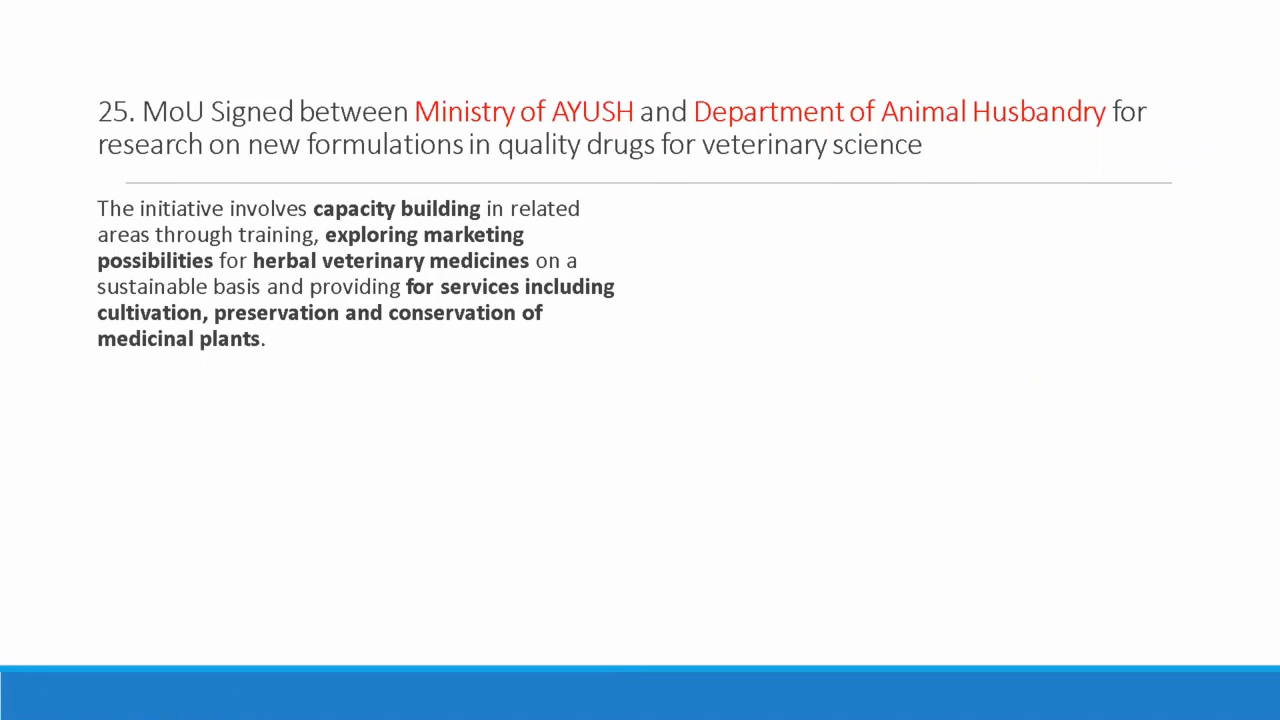 25. MoU Signed between Ministry of AYUSH and Department of Animal Husbandry for
research on new formulations in quality drugs for veterinary science
The initiative involves capacity building in related
areas through training, exploring marketing
possibilities for herbal veterinary medicines on a
sustainable basis and providing for services including
cultivation, preservation and conservation of
medicinal plants.